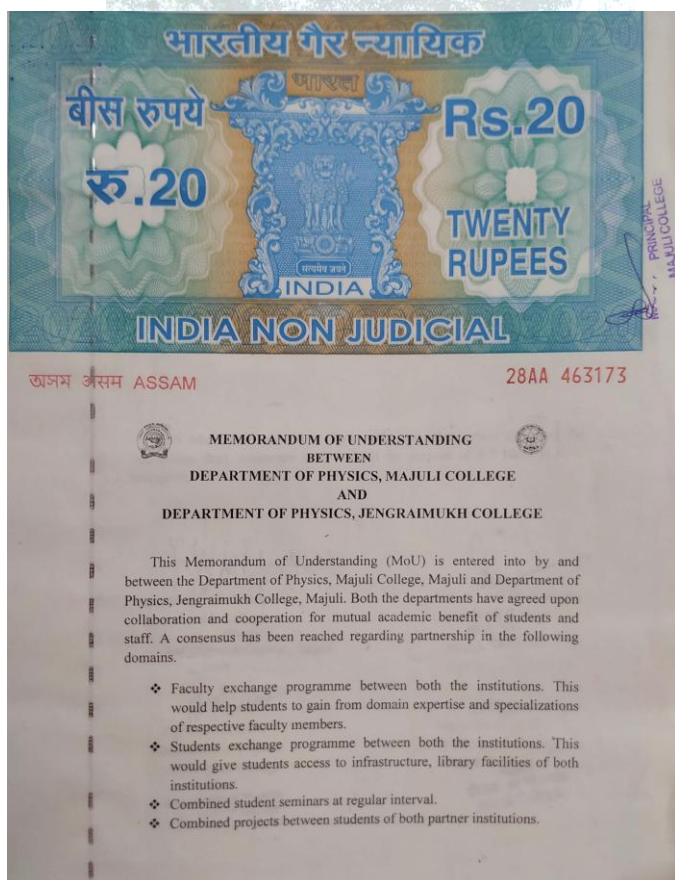 भारतीय गैर न्यायिक
भारत
बीस रुपये
रु.20
Rs.20
TWENTY
RUPEES
सत्यमेव जयते
INDIA
INDIA NON JUDICIAL
PRINCIPAL
MAJULI COLLEGE
অসম असम ASSAM
28AA 463173
MEMORANDUM OF UNDERSTANDING
BETWEEN
DEPARTMENT OF PHYSICS, MAJULI COLLEGE
AND
DEPARTMENT OF PHYSICS, JENGRAIMUKH COLLEGE
This Memorandum of Understanding (MoU) is entered into by and
between the Department of Physics, Majuli College, Majuli and Department of
Physics, Jengraimukh College, Majuli. Both the departments have agreed upon
collaboration and cooperation for mutual academic benefit of students and
staff. A consensus has been reached regarding partnership in the following
domains.
❖ Faculty exchange programme between both the institutions. This
would help students to gain from domain expertise and specializations
of respective faculty members.
❖ Students exchange programme between both the institutions. This
would give students access to infrastructure, library facilities of both
institutions.
❖ Combined student seminars at regular interval.
❖ Combined projects between students of both partner institutions.